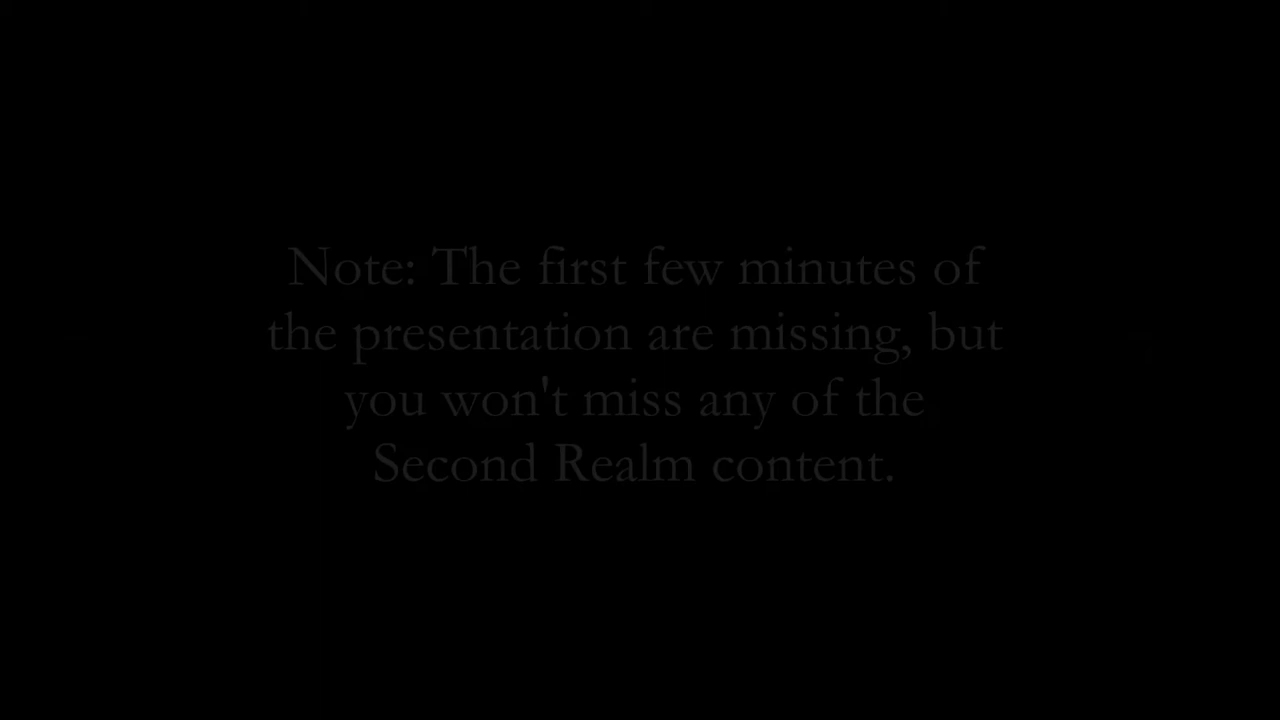 Note: The first few minutes of
the presentation are missing, but
you won't miss any of the
Second Realm content.